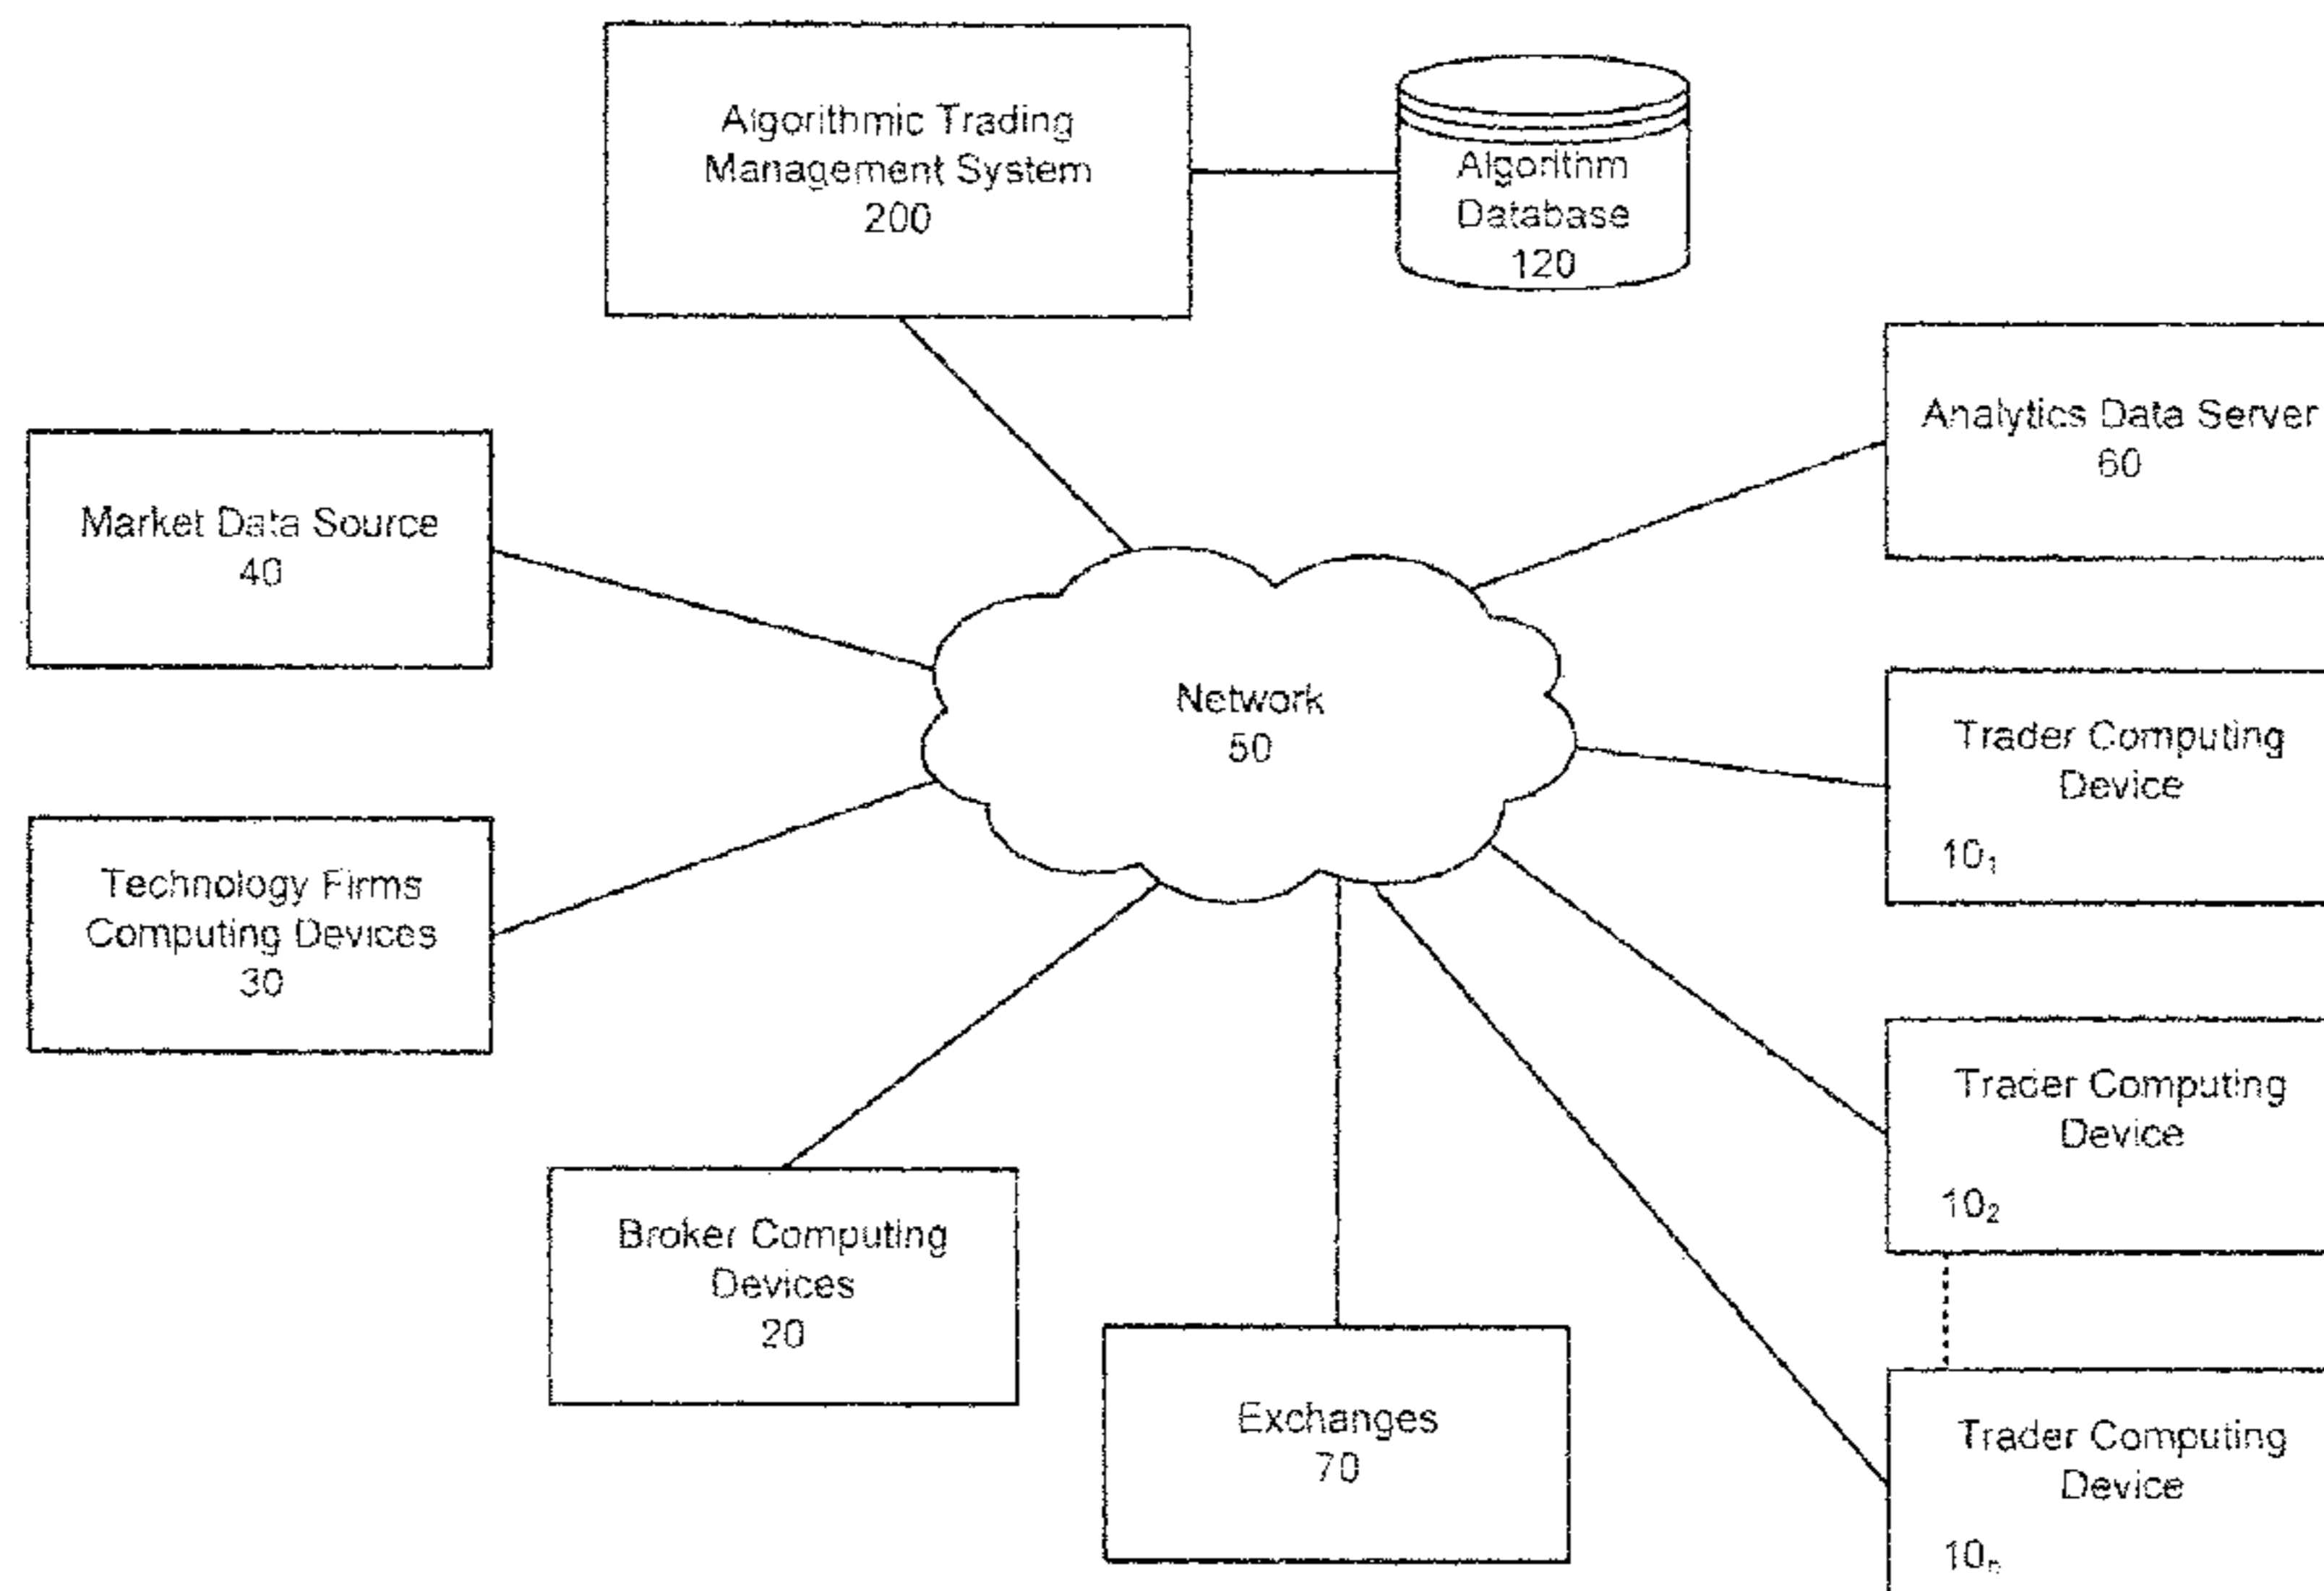 Algorithmic Trading
Management System
200
Algorithm
Database
120
Analytics Data Server
60
Market Data Source
40
Network
50
Trader Computing
Device
10₁
Technology Firms
Computing Devices
30
Trader Computing
Device
10₂
Broker Computing
Devices
20
Exchanges
70
Trader Computing
Device
10ₙ